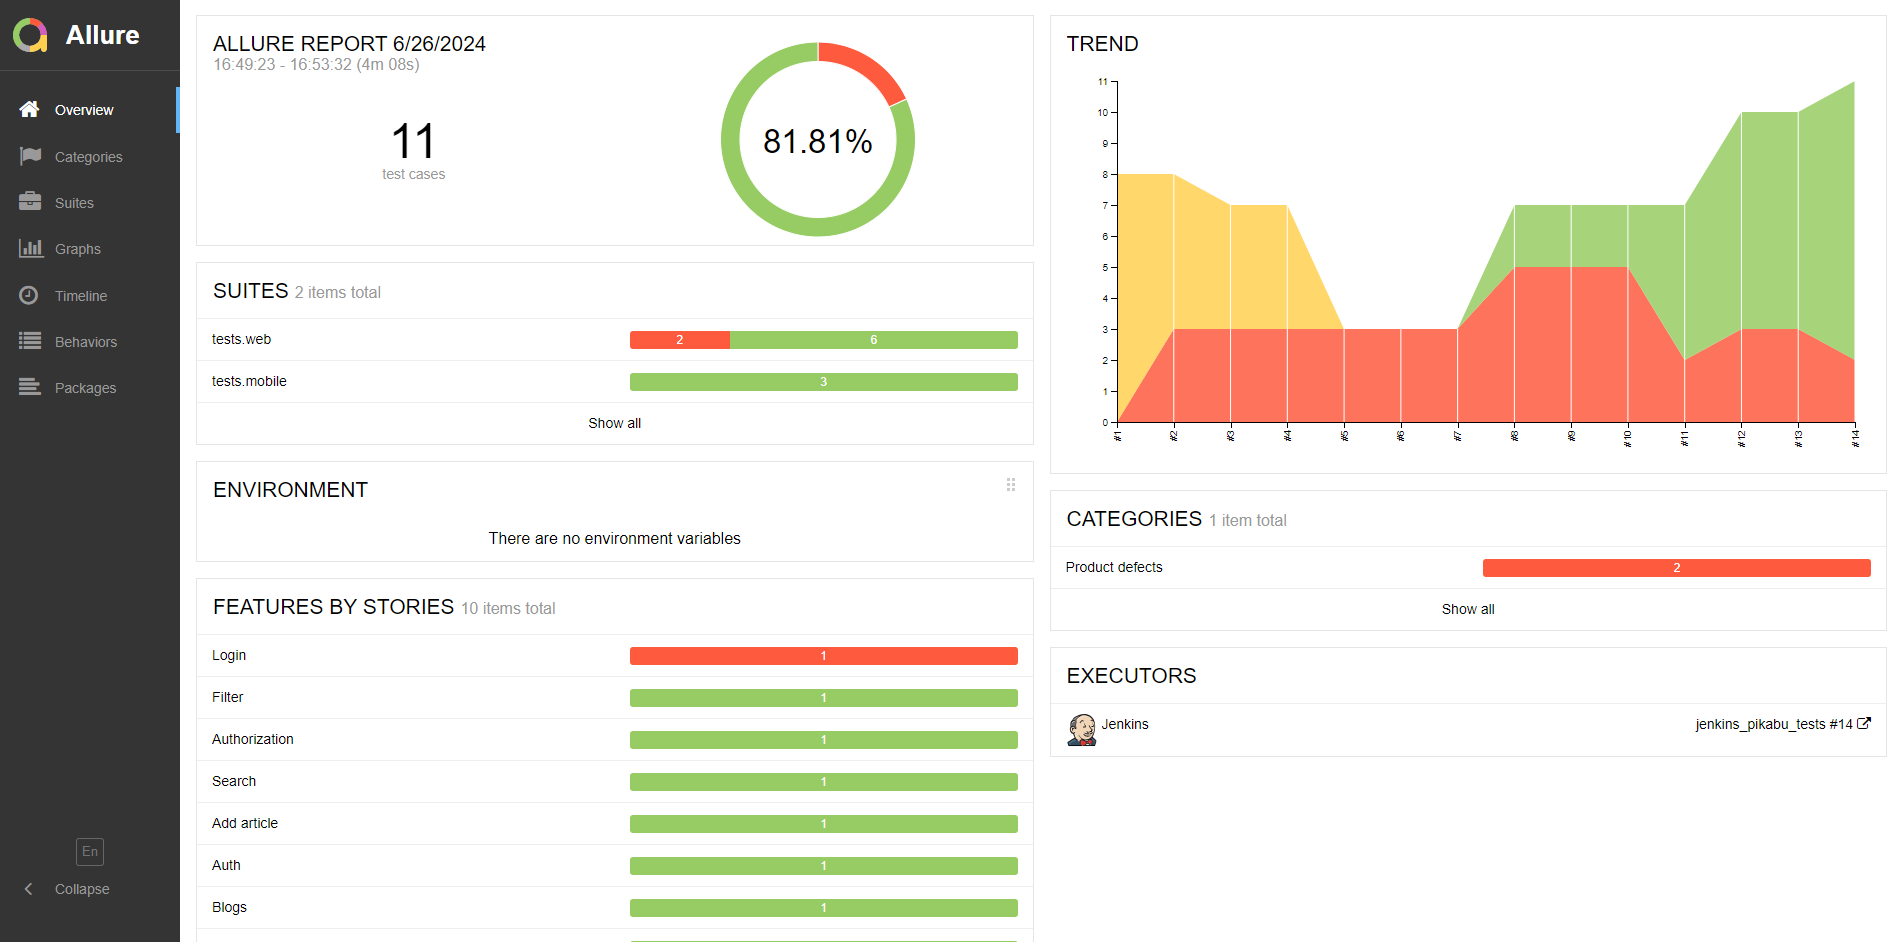 Allure
Overview
Categories
Suites
Graphs
Timeline
Behaviors
Packages
En
Collapse
ALLURE REPORT 6/26/2024
16:49:23 - 16:53:32 (4m 08s)
11
test cases
81.81%
SUITES 2 items total
tests.web 2 6
tests.mobile 3
Show all
ENVIRONMENT
There are no environment variables
FEATURES BY STORIES 10 items total
Login 1
Filter 1
Authorization 1
Search 1
Add article 1
Auth 1
Blogs 1
TREND
11
10
9
8
7
6
5
4
3
2
1
0
#1 #2 #3 #4 #5 #6 #7 #8 #9 #10 #11 #12 #13 #14
CATEGORIES 1 item total
Product defects 2
Show all
EXECUTORS
Jenkins jenkins_pikabu_tests #14